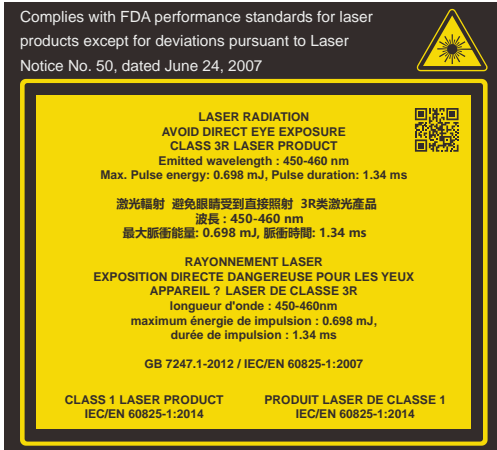 Complies with FDA performance standards for laser
products except for deviations pursuant to Laser
Notice No. 50, dated June 24, 2007
LASER RADIATION
AVOID DIRECT EYE EXPOSURE
CLASS 3R LASER PRODUCT
Emitted wavelength : 450-460 nm
Max. Pulse energy: 0.698 mJ, Pulse duration: 1.34 ms
激光輻射 避免眼睛受到直接照射 3R类激光產品
波長 : 450-460 nm
最大脈衝能量: 0.698 mJ, 脈衝時間: 1.34 ms
RAYONNEMENT LASER
EXPOSITION DIRECTE DANGEREUSE POUR LES YEUX
APPAREIL ? LASER DE CLASSE 3R
longueur d'onde : 450-460nm
maximum énergie de impulsion : 0.698 mJ,
durée de impulsion : 1.34 ms
GB 7247.1-2012 / IEC/EN 60825-1:2007
CLASS 1 LASER PRODUCT
IEC/EN 60825-1:2014
PRODUIT LASER DE CLASSE 1
IEC/EN 60825-1:2014